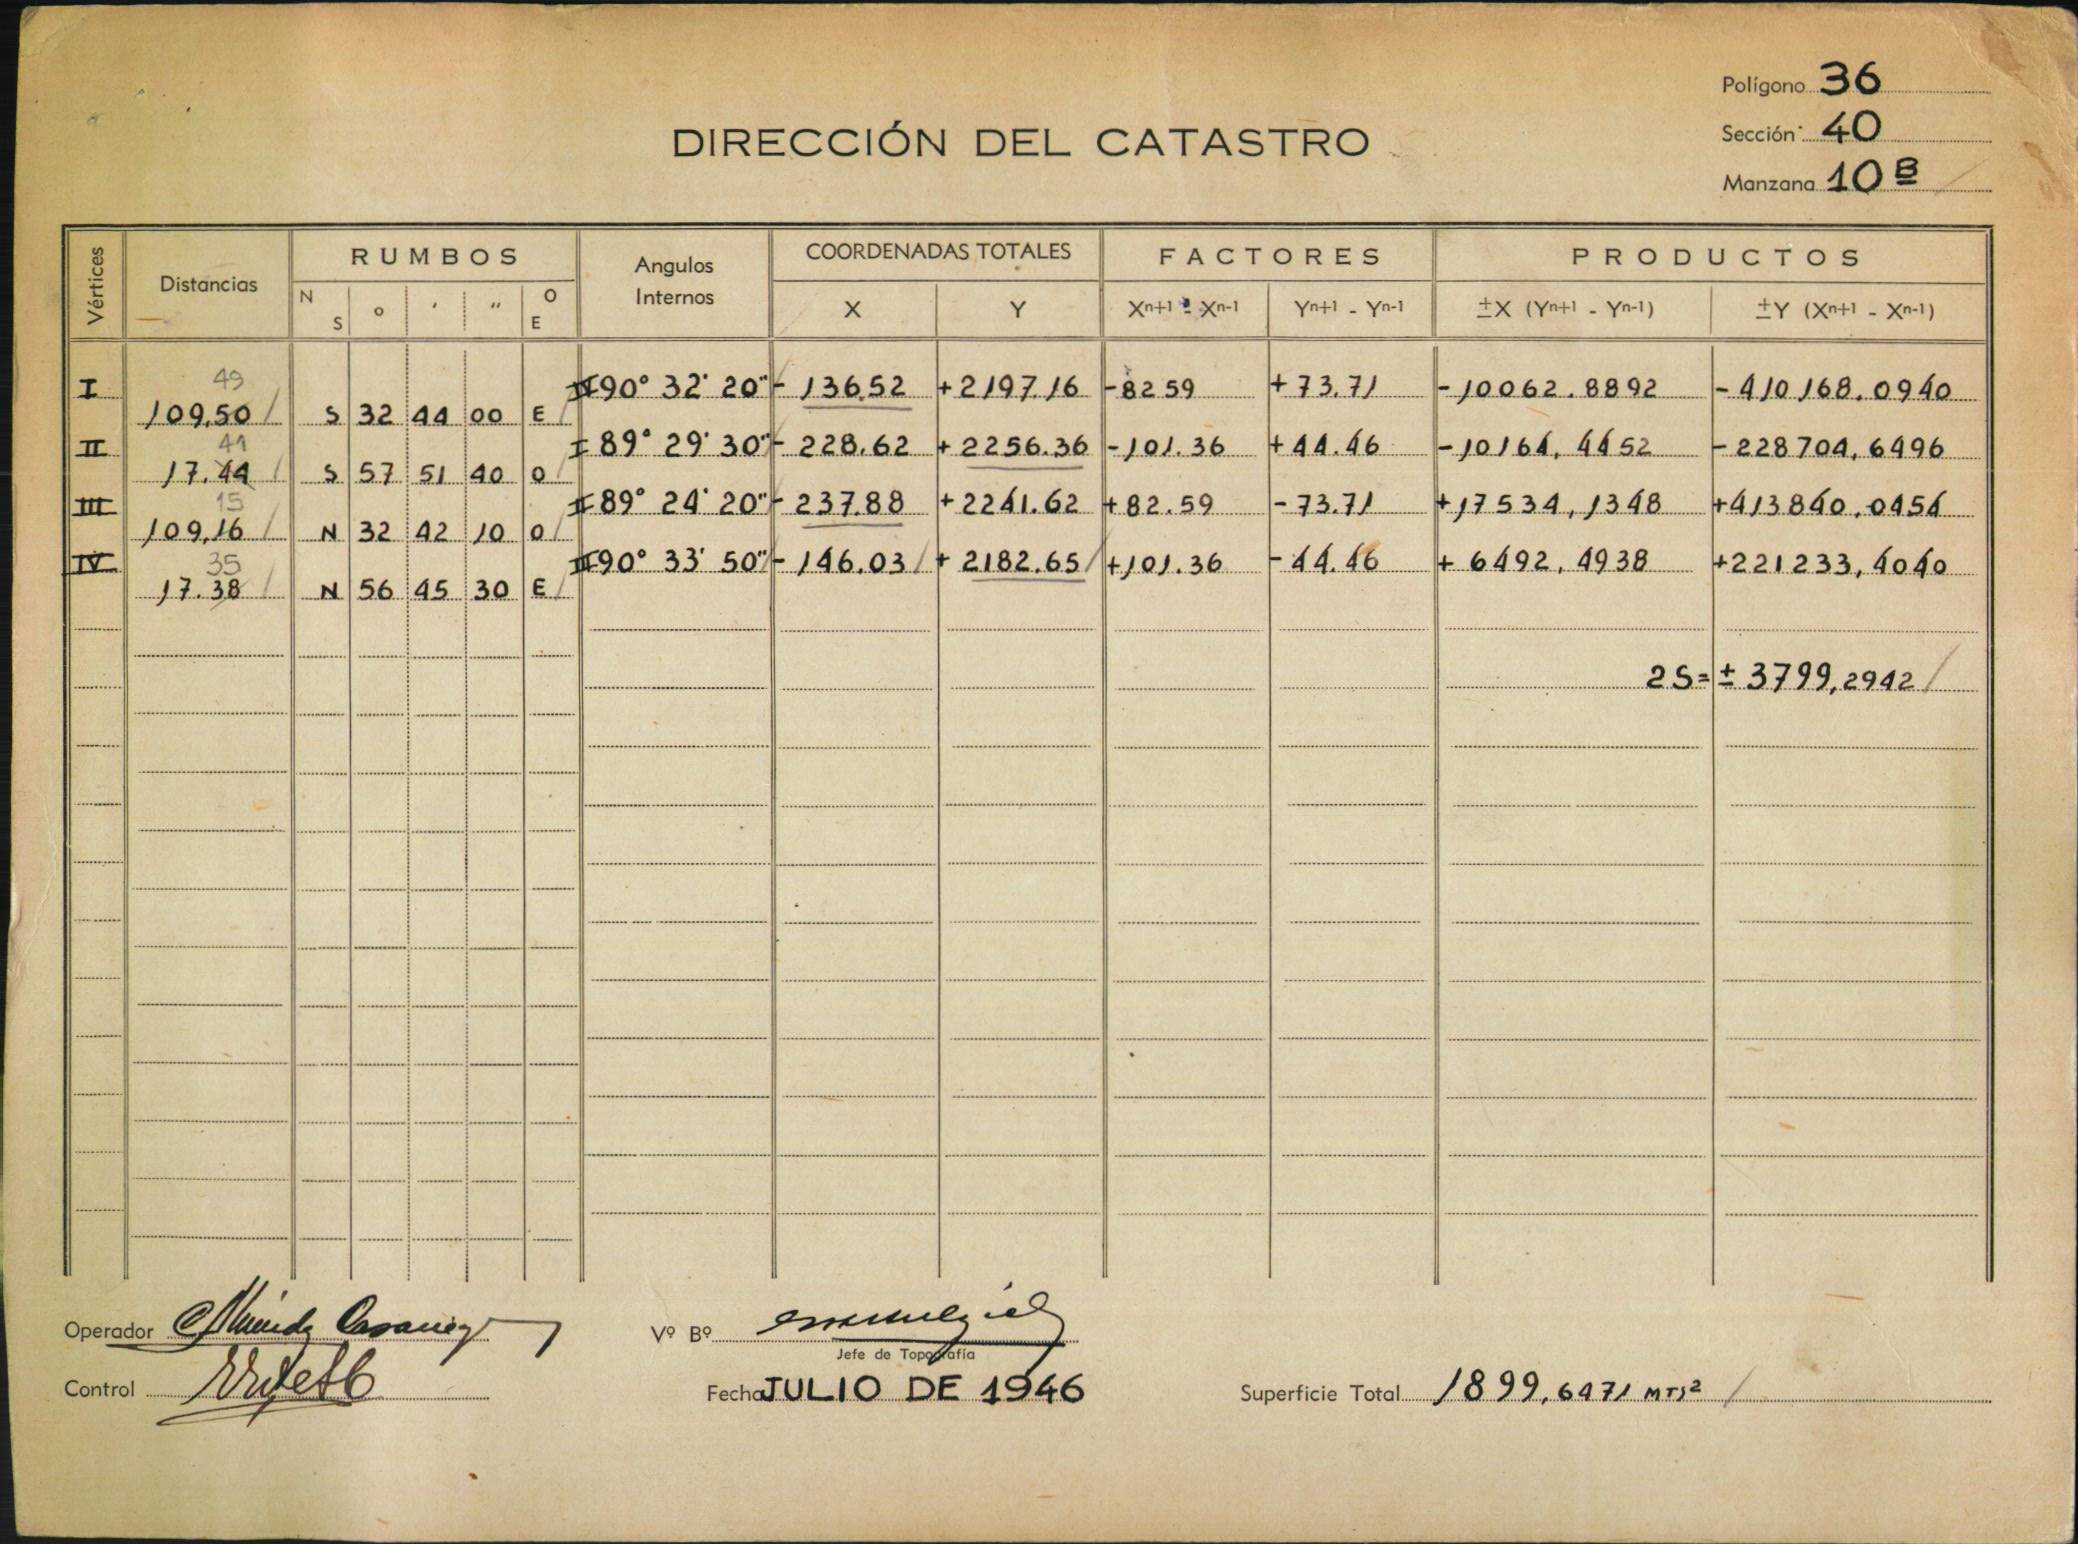 Polígono 36
Sección 40
Manzana 10 B
DIRECCIÓN DEL CATASTRO
Vértices Distancias RUMBOS Angulos Internos COORDENADAS TOTALES FACTORES PRODUCTOS
N S ° ' " O E X Y Xn+1 - Xn-1 Yn+1 - Yn-1 ±X (Yn+1 - Yn-1) ±Y (Xn+1 - Xn-1)
I 49 IV 90° 32' 20" - 136.52 + 2197.16 -82.59 +73.71 -10062.8892 -410168.0940
109,50 S 32 44 00 E
II 41 I 89° 29' 30" - 228.62 + 2256.36 -101.36 +44.46 -10164,4452 -228704,6496
17.44 S 57 51 40 O
III 15 II 89° 24' 20" - 237.88 + 2241.62 +82.59 -73.71 +17534,1348 +413840,0454
109,16 N 32 42 10 O
IV 35 III 90° 33' 50" - 146.03 + 2182.65 +101.36 -44.46 + 6492,4938 +221233,4040
17.38 N 56 45 30 E
2S= ± 3799,2942
Operador
Vº Bº
Jefe de Topografía
Control
Fecha JULIO DE 1946
Superficie Total 1899,6471 MTS2